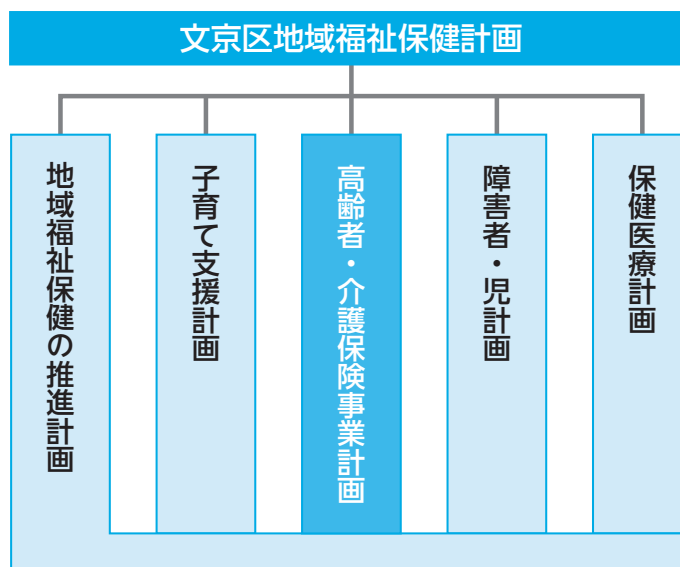 文京区地域福祉保健計画
地域福祉保健の推進計画
子育て支援計画
高齢者・介護保険事業計画
障害者・児計画
保健医療計画